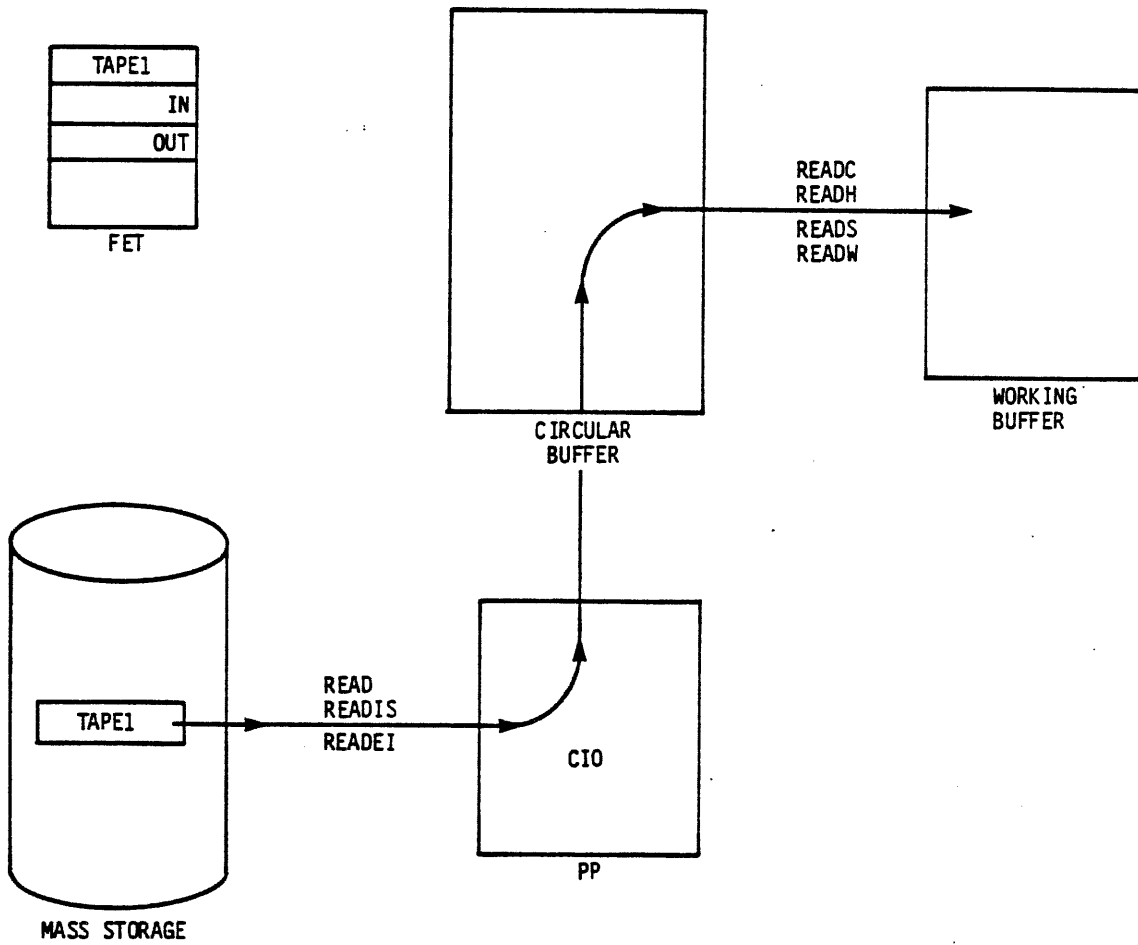 TAPE1
IN
OUT
FET
READC
READH
READS
READW
WORKING
BUFFER
CIRCULAR
BUFFER
TAPE1
READ
READIS
READEI
CIO
PP
MASS STORAGE